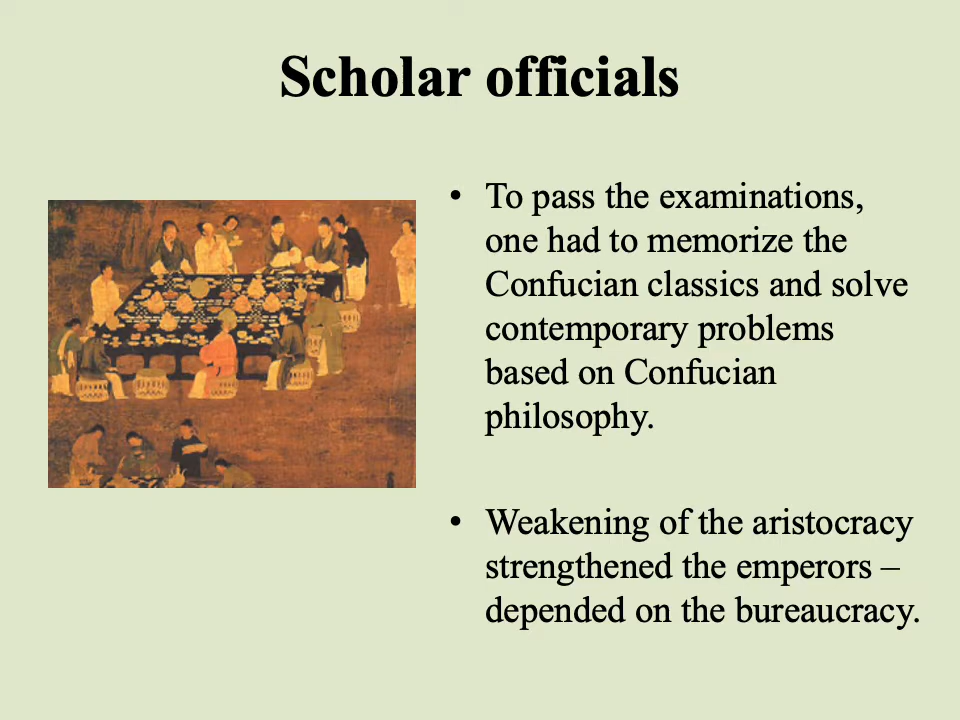 Scholar officials
• To pass the examinations,
one had to memorize the
Confucian classics and solve
contemporary problems
based on Confucian
philosophy.
• Weakening of the aristocracy
strengthened the emperors –
depended on the bureaucracy.